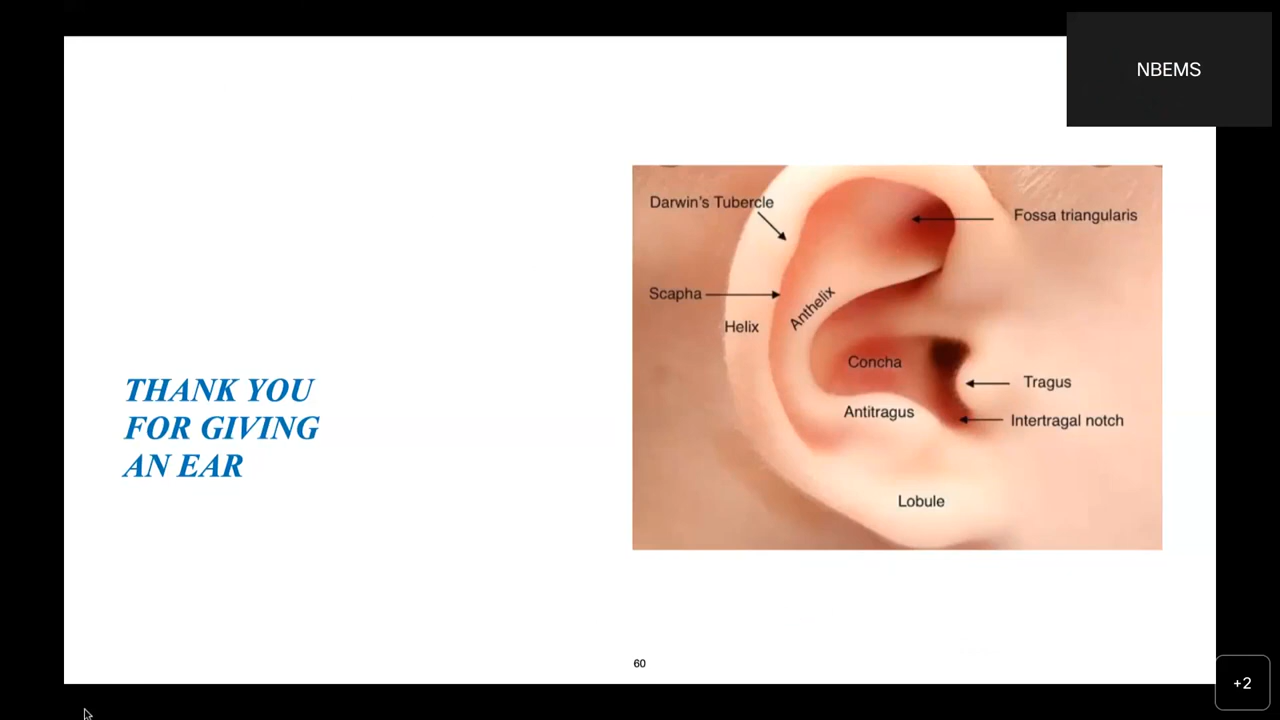 NBEMS
Darwin's Tubercle
Fossa triangularis
Scapha
Anthelix
Helix
Concha
Tragus
Antitragus
Intertragal notch
Lobule
THANK YOU
FOR GIVING
AN EAR
60
+2